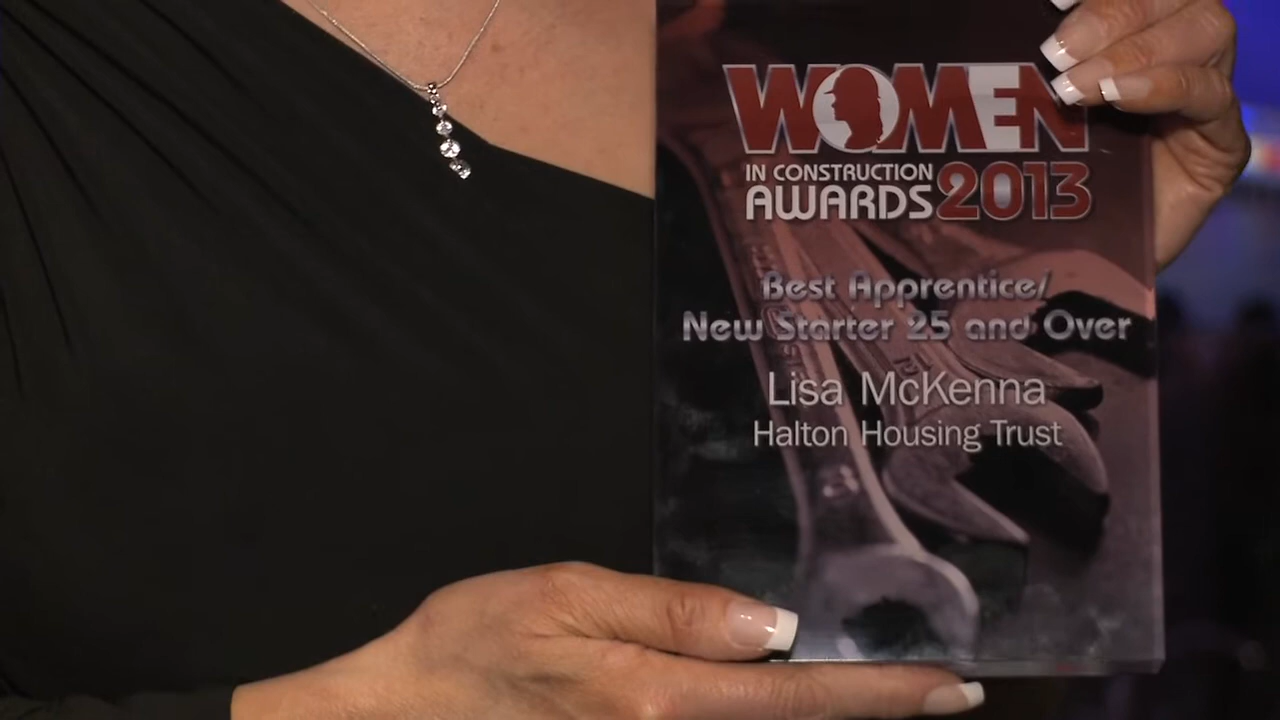 WOMEN
IN CONSTRUCTION
AWARDS 2013
Best Apprentice/
New Starter 25 and Over
Lisa McKenna
Halton Housing Trust